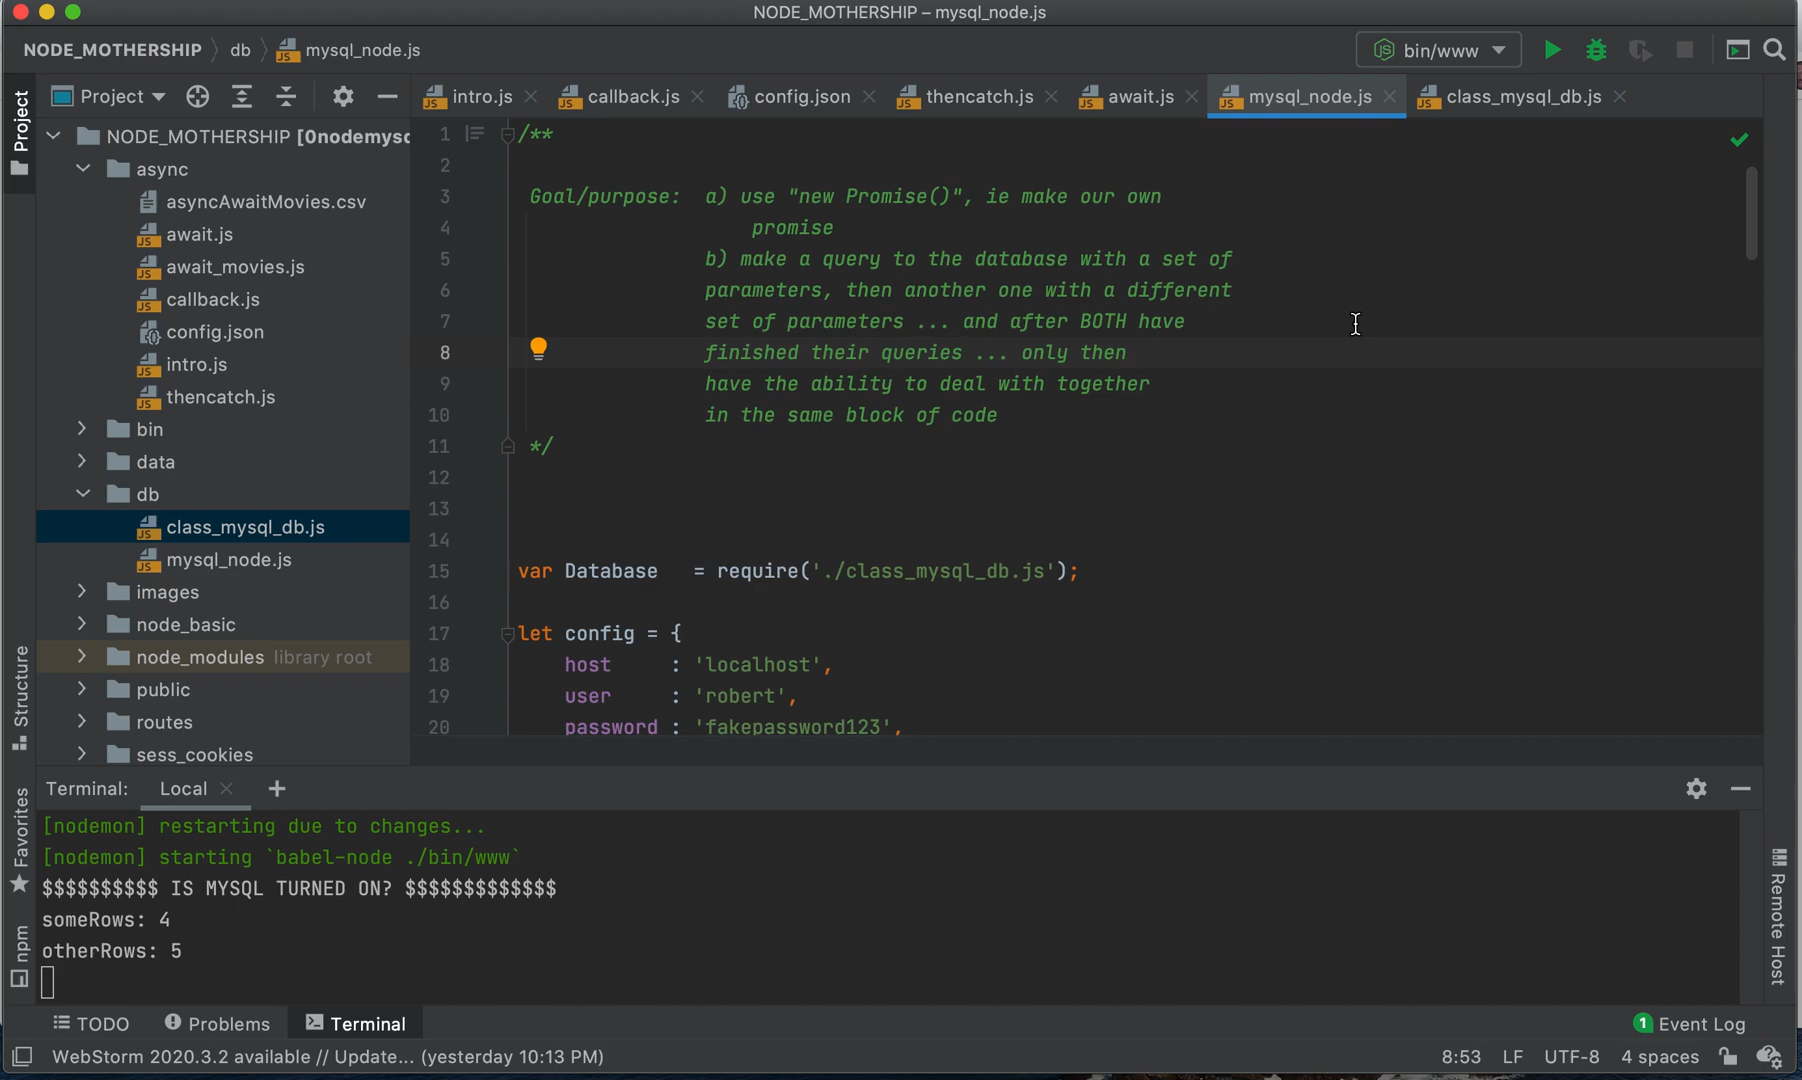 NODE_MOTHERSHIP – mysql_node.js
NODE_MOTHERSHIP db mysql_node.js bin/www
Project Project intro.js callback.js config.json thencatch.js await.js mysql_node.js class_mysql_db.js
NODE_MOTHERSHIP [0nodemysq
async
asyncAwaitMovies.csv
await.js
await_movies.js
callback.js
config.json
intro.js
thencatch.js
bin
data
db
class_mysql_db.js
mysql_node.js
images
node_basic
node_modules library root
public
routes
sess_cookies
1 /**
2
3 Goal/purpose: a) use "new Promise()", ie make our own
4 promise
5 b) make a query to the database with a set of
6 parameters, then another one with a different
7 set of parameters ... and after BOTH have
8 finished their queries ... only then
9 have the ability to deal with together
10 in the same block of code
11 */
12
13
14
15 var Database = require('./class_mysql_db.js');
16
17 let config = {
18 host : 'localhost',
19 user : 'robert',
20 password : 'fakepassword123',
Structure
Favorites
npm
Remote Host
Terminal: Local
[nodemon] restarting due to changes...
[nodemon] starting `babel-node ./bin/www`
$$$$$$$$$$ IS MYSQL TURNED ON? $$$$$$$$$$$$$
someRows: 4
otherRows: 5
TODO Problems Terminal 1 Event Log
WebStorm 2020.3.2 available // Update... (yesterday 10:13 PM) 8:53 LF UTF-8 4 spaces